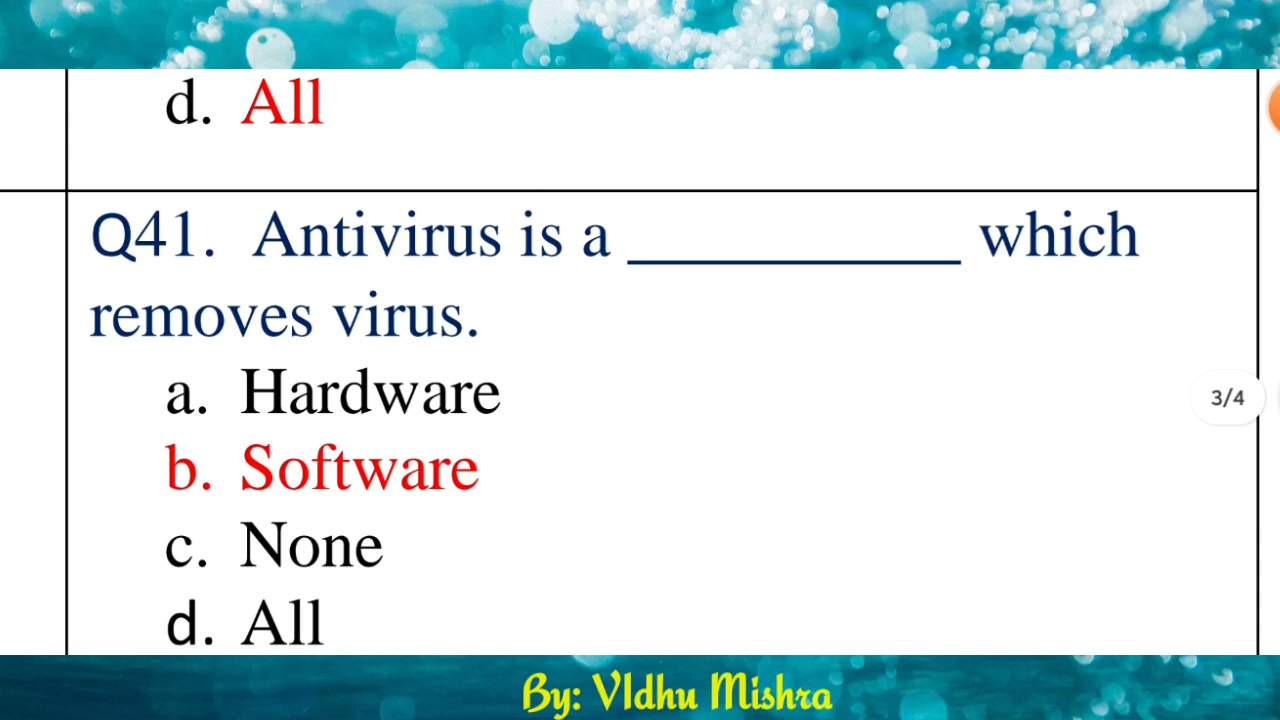 d. All
Q41. Antivirus is a ___________ which
removes virus.
a. Hardware
3/4
b. Software
c. None
d. All
By: VIdhu Mishra